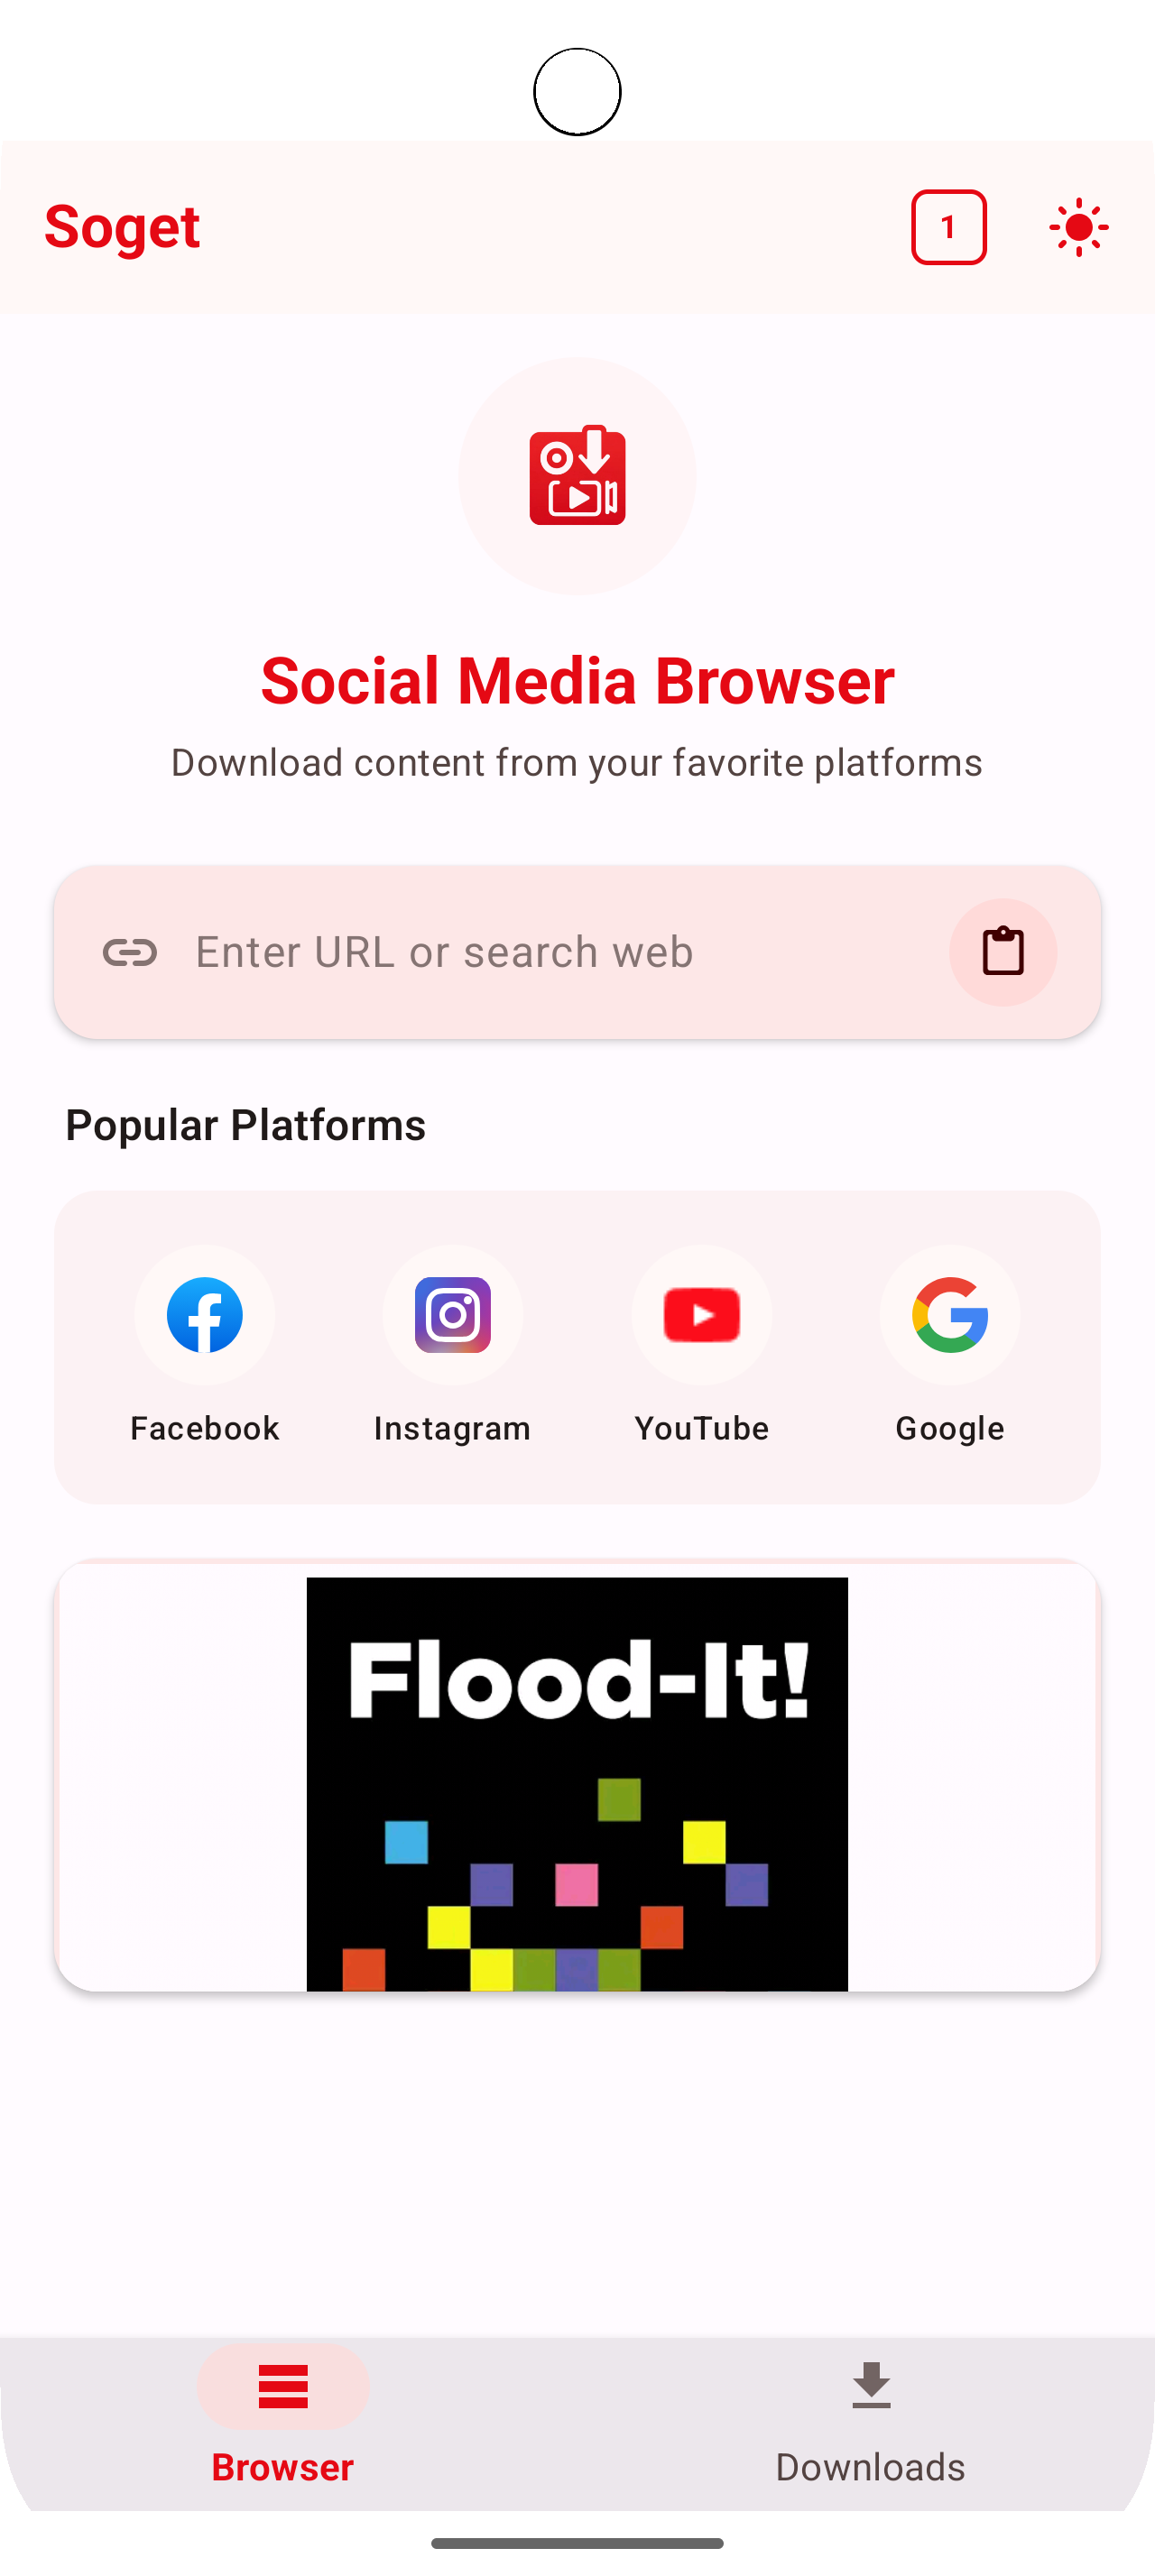 Soget
1
Social Media Browser
Download content from your favorite platforms
Enter URL or search web
Popular Platforms
Facebook
Instagram
YouTube
Google
Flood-It!
Browser
Downloads